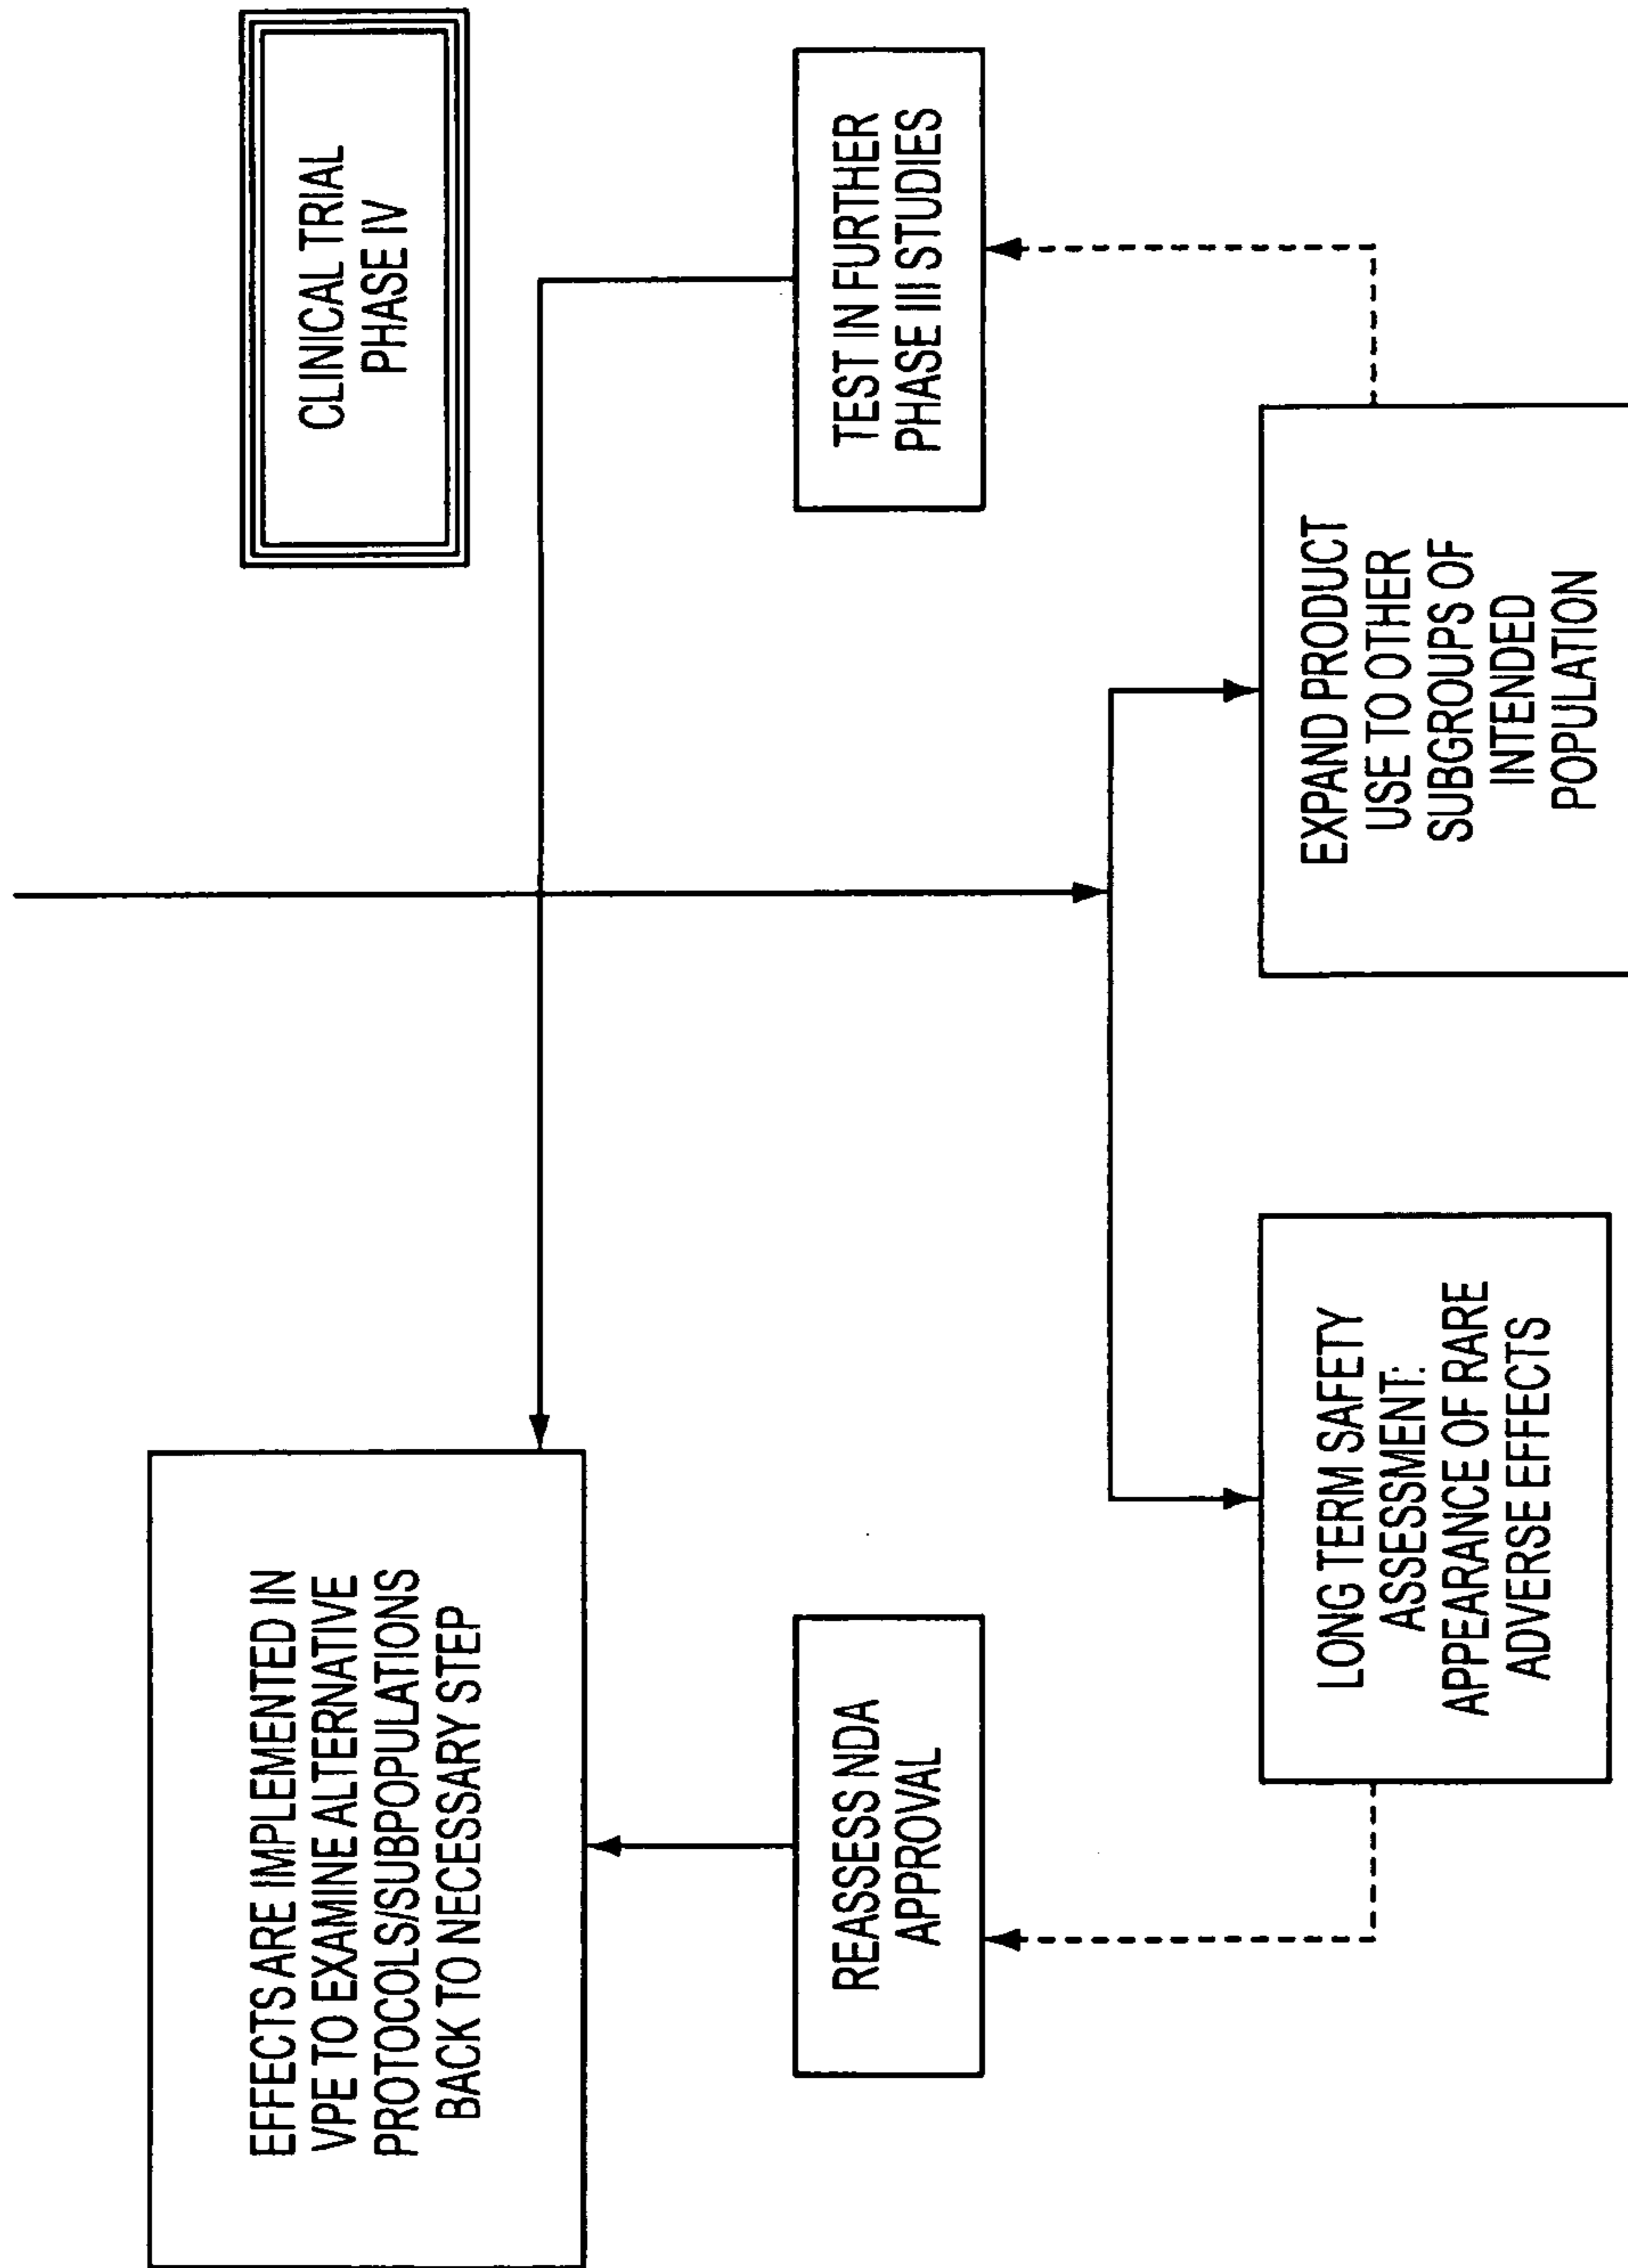 EFFECTS ARE IMPLEMENTED IN
VPE TO EXAMINE ALTERNATIVE
PROTOCOLS/SUBPOPULATIONS
BACK TO NECESSARY STEP
CLINICAL TRIAL
PHASE IV
REASSESS NDA
APPROVAL
TEST IN FURTHER
PHASE III STUDIES
LONG TERM SAFETY
ASSESSMENT:
APPEARANCE OF RARE
ADVERSE EFFECTS
EXPAND PRODUCT
USE TO OTHER
SUBGROUPS OF
INTENDED
POPULATION